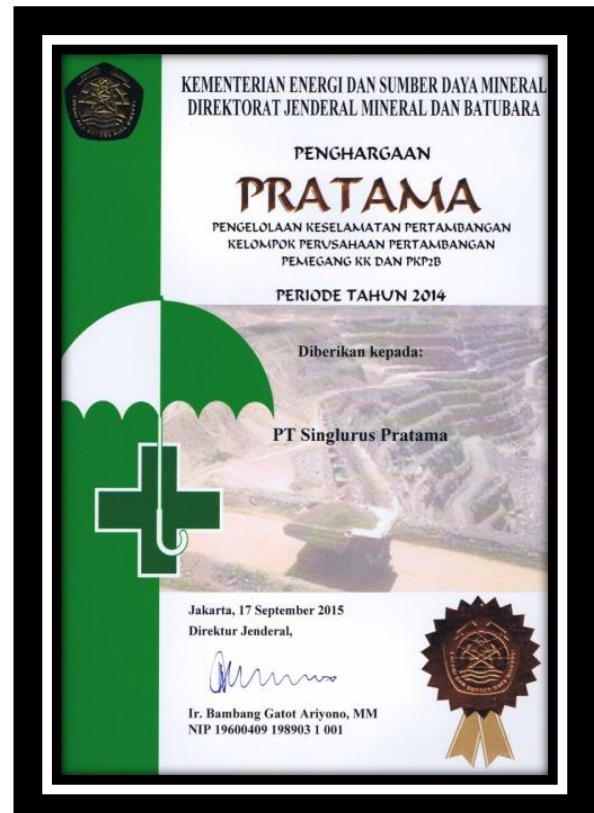 KEMENTERIAN ENERGI DAN SUMBER DAYA MINERAL
DIREKTORAT JENDERAL MINERAL DAN BATUBARA
PENGHARGAAN
PRATAMA
PENGELOLAAN KESELAMATAN PERTAMBANGAN
KELOMPOK PERUSAHAAN PERTAMBANGAN
PEMEGANG KK DAN PKP2B
PERIODE TAHUN 2014
Diberikan kepada:
PT Singlurus Pratama
Jakarta, 17 September 2015
Direktur Jenderal,
Ir. Bambang Gatot Ariyono, MM
NIP 19600409 198903 1 001